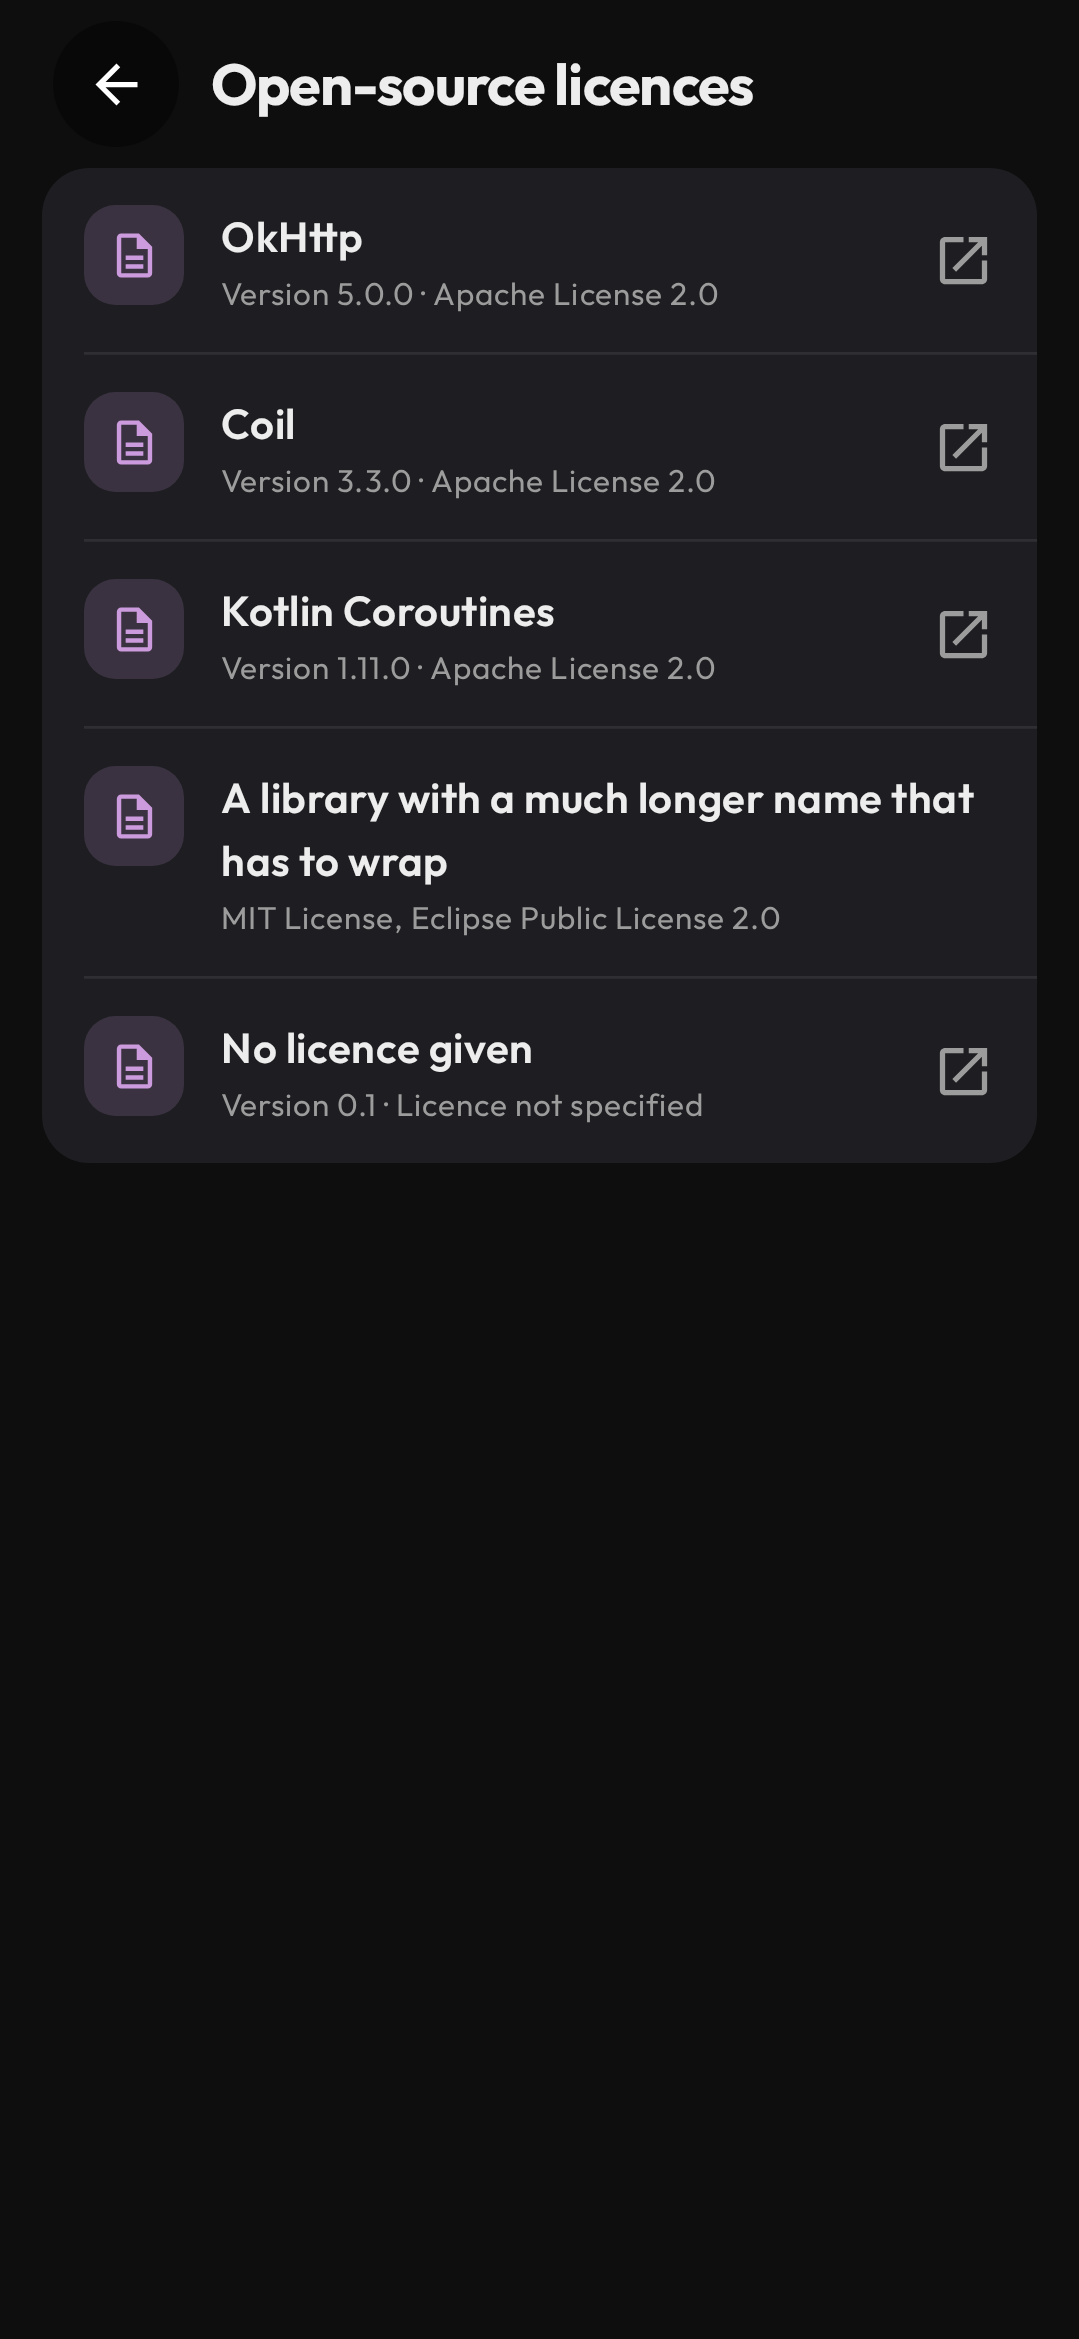 Open-source licences
OkHttp
Version 5.0.0 · Apache License 2.0
Coil
Version 3.3.0 · Apache License 2.0
Kotlin Coroutines
Version 1.11.0 · Apache License 2.0
A library with a much longer name that
has to wrap
MIT License, Eclipse Public License 2.0
No licence given
Version 0.1 · Licence not specified